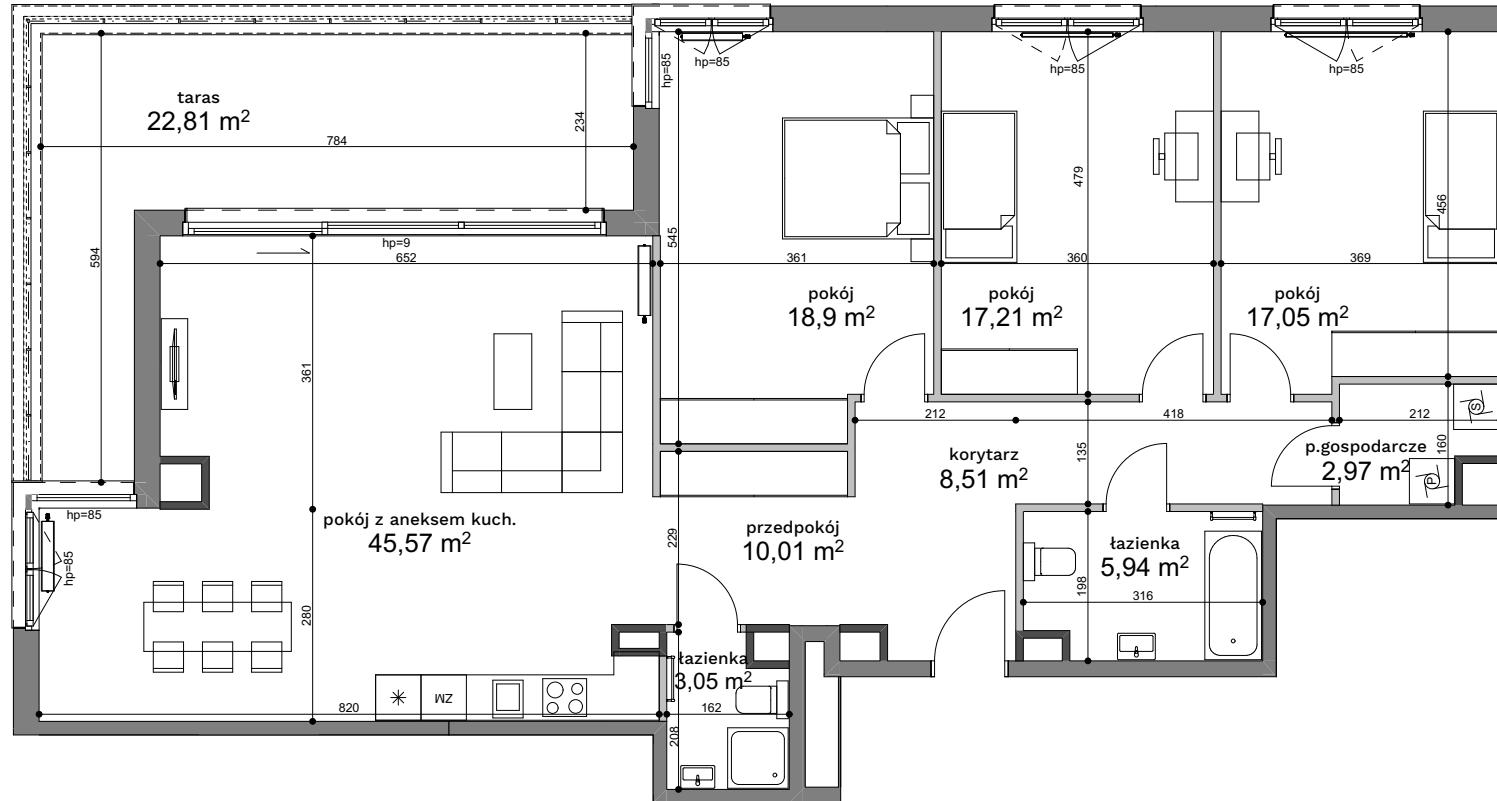 hp=85
hp=85
hp=85
hp=85
taras
22,81 m²
784
234
594
545
479
456
hp=9
652
361
360
369
pokój
18,9 m²
pokój
17,21 m²
pokój
17,05 m²
361
212
418
212
korytarz
8,51 m²
135
p.gospodarcze
2,97 m²
160
S
P
hp=85
hp=85
pokój z aneksem kuch.
45,57 m²
229
przedpokój
10,01 m²
łazienka
5,94 m²
198
316
280
łazienka
3,05 m²
ZM
820
162
208